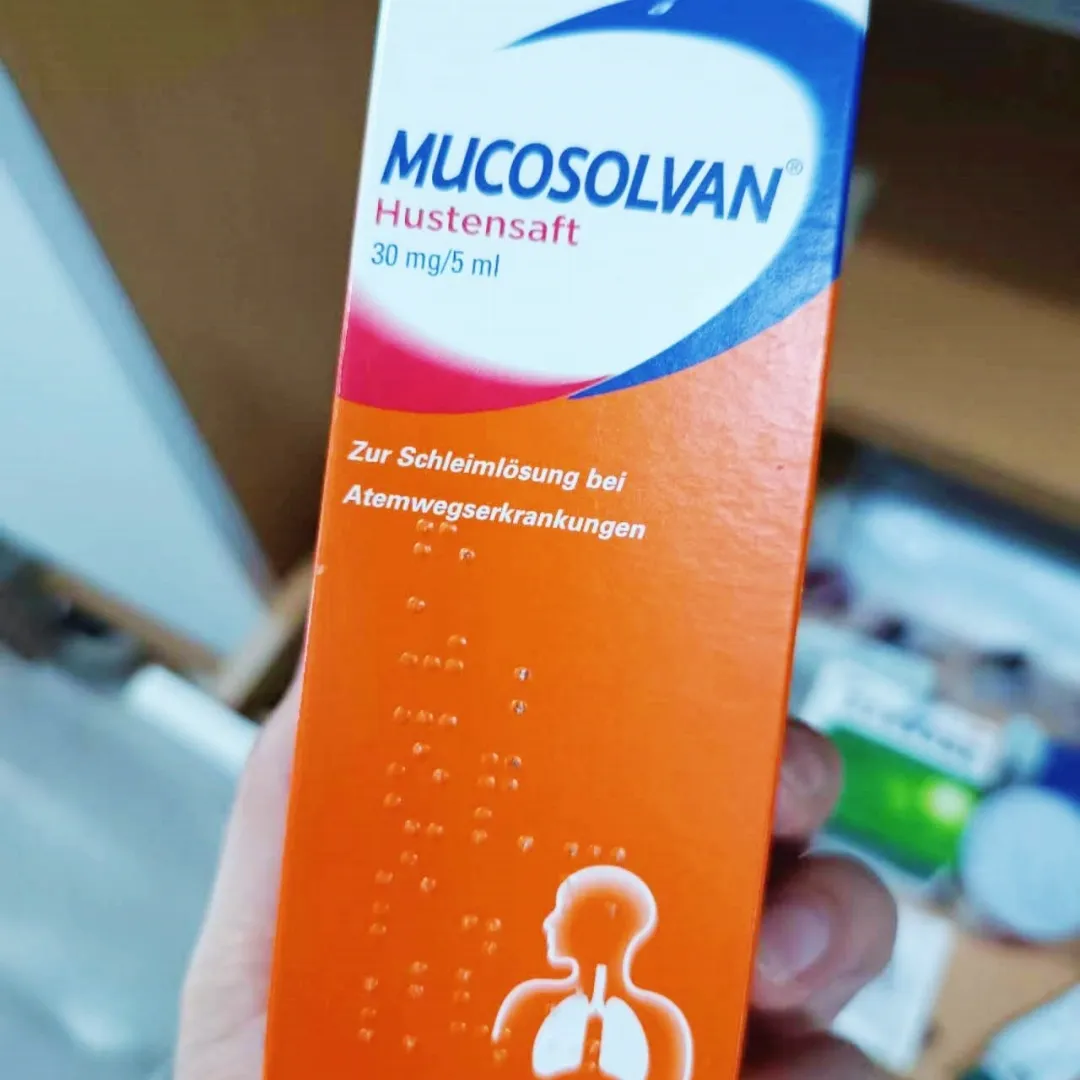 MUCOSOLVAN®
Hustensaft
30 mg/5 ml
Zur Schleimlösung bei
Atemwegserkrankungen